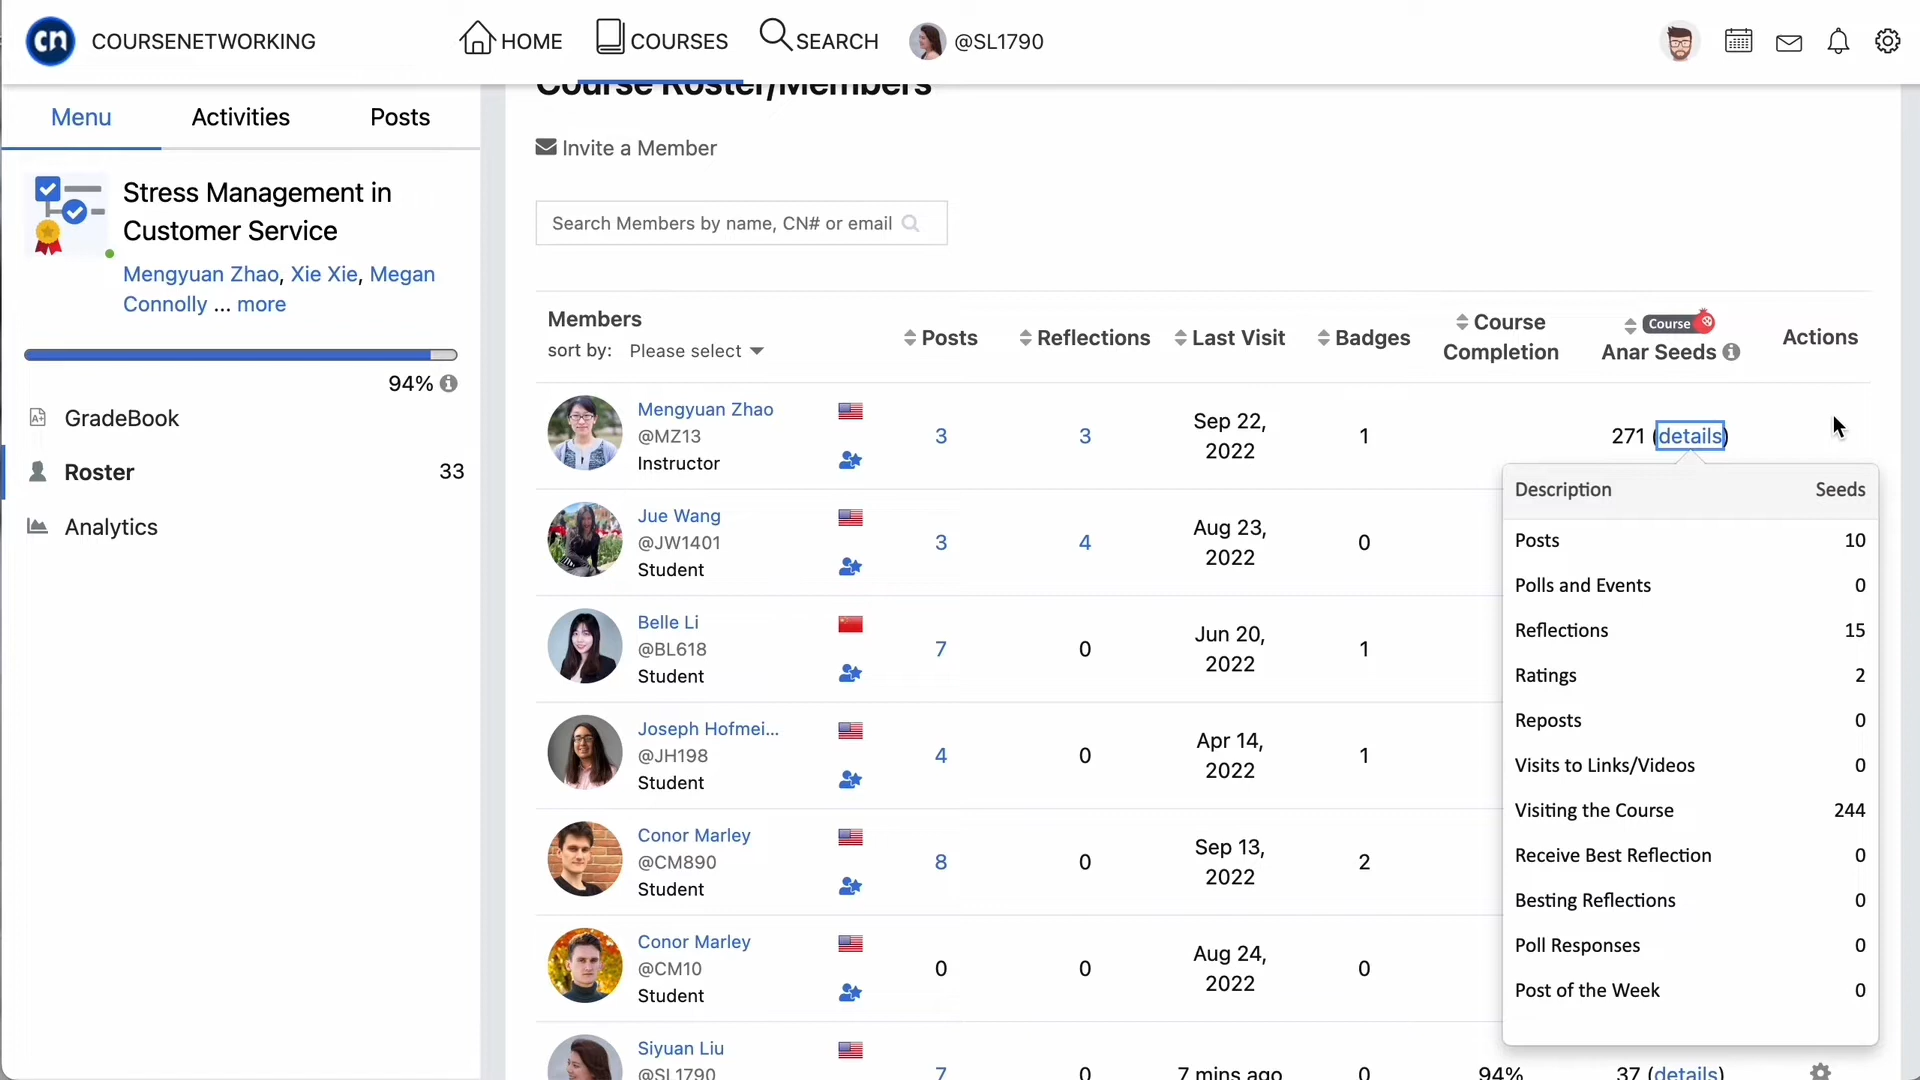 cn COURSENETWORKING
HOME
COURSES
SEARCH
@SL1790
Menu
Activities
Posts
Stress Management in
Customer Service
Mengyuan Zhao, Xie Xie, Megan
Connolly ... more
94%
GradeBook
Roster 33
Analytics
Course Roster/Members
Invite a Member
Search Members by name, CN# or email
Members
sort by: Please select
Posts
Reflections
Last Visit
Badges
Course
Completion
Course
Anar Seeds
Actions
Mengyuan Zhao
@MZ13
Instructor
3
3
Sep 22,
2022
1
271 (details)
Jue Wang
@JW1401
Student
3
4
Aug 23,
2022
0
Belle Li
@BL618
Student
7
0
Jun 20,
2022
1
Joseph Hofmei...
@JH198
Student
4
0
Apr 14,
2022
1
Conor Marley
@CM890
Student
8
0
Sep 13,
2022
2
Conor Marley
@CM10
Student
0
0
Aug 24,
2022
0
Siyuan Liu
@SL1790
7
0
7 mins ago
0
94%
37 (details)
Description Seeds
Posts 10
Polls and Events 0
Reflections 15
Ratings 2
Reposts 0
Visits to Links/Videos 0
Visiting the Course 244
Receive Best Reflection 0
Besting Reflections 0
Poll Responses 0
Post of the Week 0